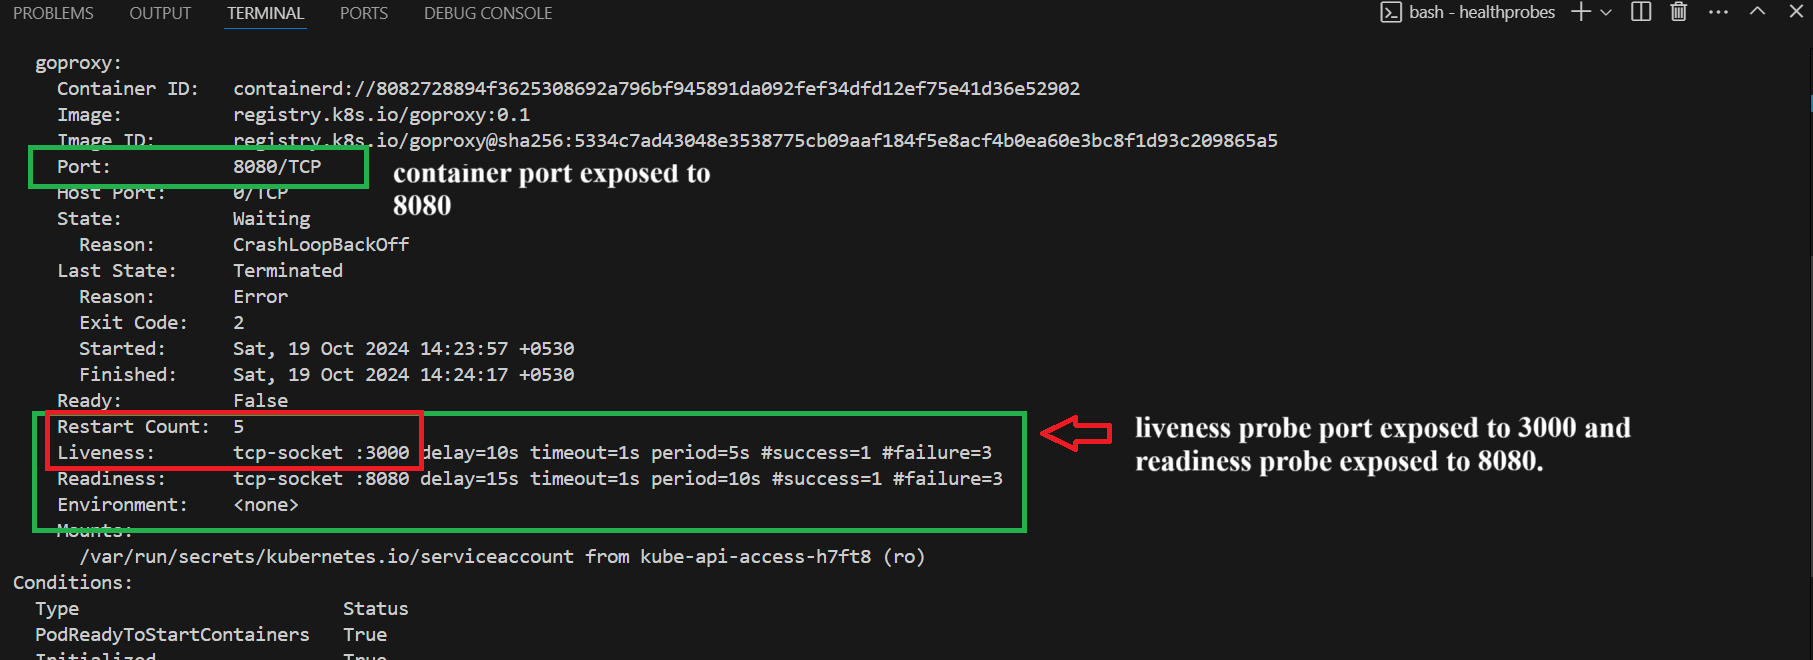 PROBLEMS OUTPUT TERMINAL PORTS DEBUG CONSOLE bash - healthprobes
goproxy:
Container ID: containerd://8082728894f3625308692a796bf945891da092fef34dfd12ef75e41d36e52902
Image: registry.k8s.io/goproxy:0.1
Image ID: registry.k8s.io/goproxy@sha256:5334c7ad43048e3538775cb09aaf184f5e8acf4b0ea60e3bc8f1d93c209865a5
Port: 8080/TCP
container port exposed to
8080
Host Port: 0/TCP
State: Waiting
Reason: CrashLoopBackOff
Last State: Terminated
Reason: Error
Exit Code: 2
Started: Sat, 19 Oct 2024 14:23:57 +0530
Finished: Sat, 19 Oct 2024 14:24:17 +0530
Ready: False
Restart Count: 5
Liveness: tcp-socket :3000 delay=10s timeout=1s period=5s #success=1 #failure=3
Readiness: tcp-socket :8080 delay=15s timeout=1s period=10s #success=1 #failure=3
liveness probe port exposed to 3000 and
readiness probe exposed to 8080.
Environment: <none>
Mounts:
/var/run/secrets/kubernetes.io/serviceaccount from kube-api-access-h7ft8 (ro)
Conditions:
Type Status
PodReadyToStartContainers True
Initialized True